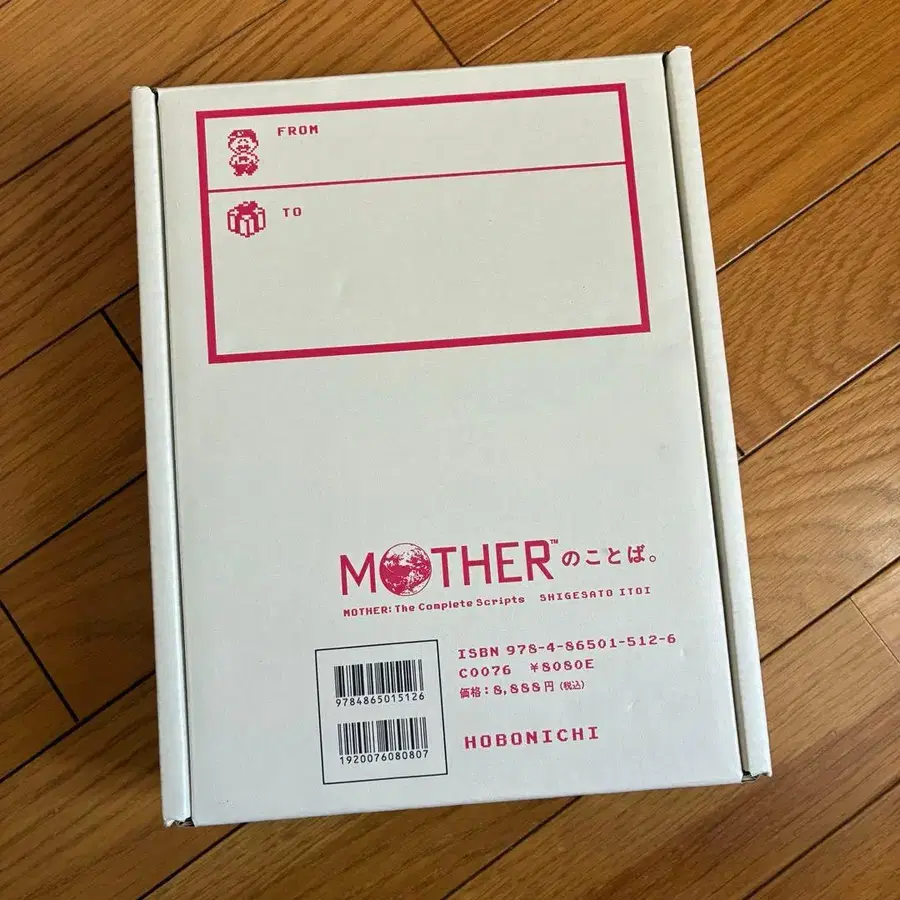 FROM
TO
MOTHER™のことば。
MOTHER: The Complete Scripts SHIGESATO ITOI
ISBN 978-4-86501-512-6
C0076 ¥8080E
価格：8,888円（税込）
9784865015126
1920076080807
HOBONICHI